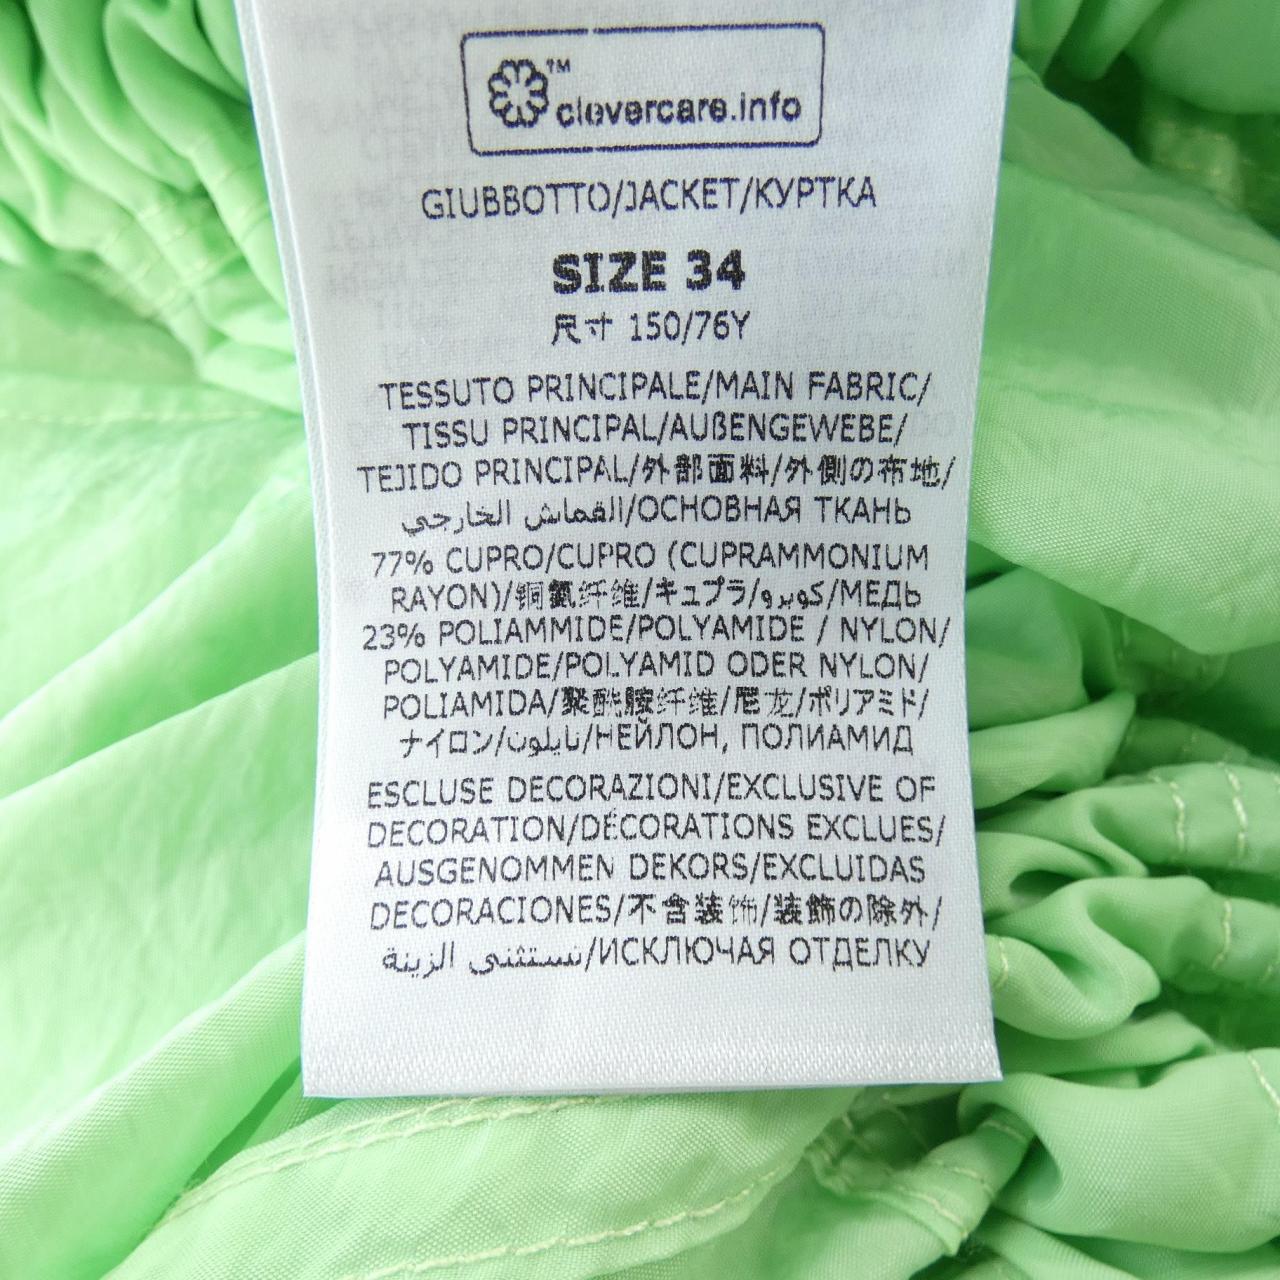 ™
clevercare.info
GIUBBOTTO/JACKET/КУРТКА
SIZE 34
尺寸 150/76Y
TESSUTO PRINCIPALE/MAIN FABRIC/
TISSU PRINCIPAL/AUßENGEWEBE/
TEJIDO PRINCIPAL/外部面料/外側の布地/
القماش الخارجي/ОСНОВНАЯ ТКАНЬ
77% CUPRO/CUPRO (CUPRAMMONIUM
RAYON)/铜氨纤维/キュプラ/كوبرو/МЕДЬ
23% POLIAMMIDE/POLYAMIDE / NYLON/
POLYAMIDE/POLYAMID ODER NYLON/
POLIAMIDA/聚酰胺纤维/尼龙/ポリアミド/
ナイロン/نايلون/НЕЙЛОН, ПОЛИАМИД
ESCLUSE DECORAZIONI/EXCLUSIVE OF
DECORATION/DÉCORATIONS EXCLUES/
AUSGENOMMEN DEKORS/EXCLUIDAS
DECORACIONES/不含装饰/装飾の除外/
نستثنى الزينة/ИСКЛЮЧАЯ ОТДЕЛКУ